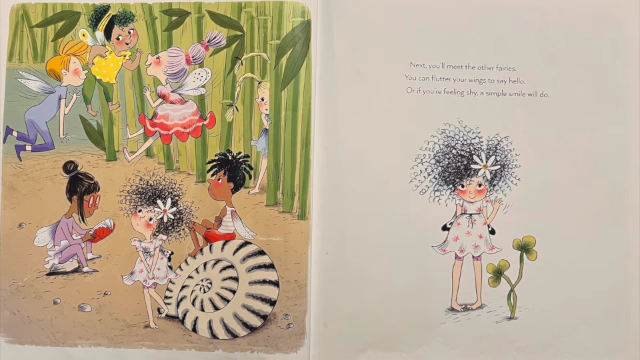 Next, you'll meet the other fairies.
You can flutter your wings to say hello.
Or if you're feeling shy, a simple smile will do.